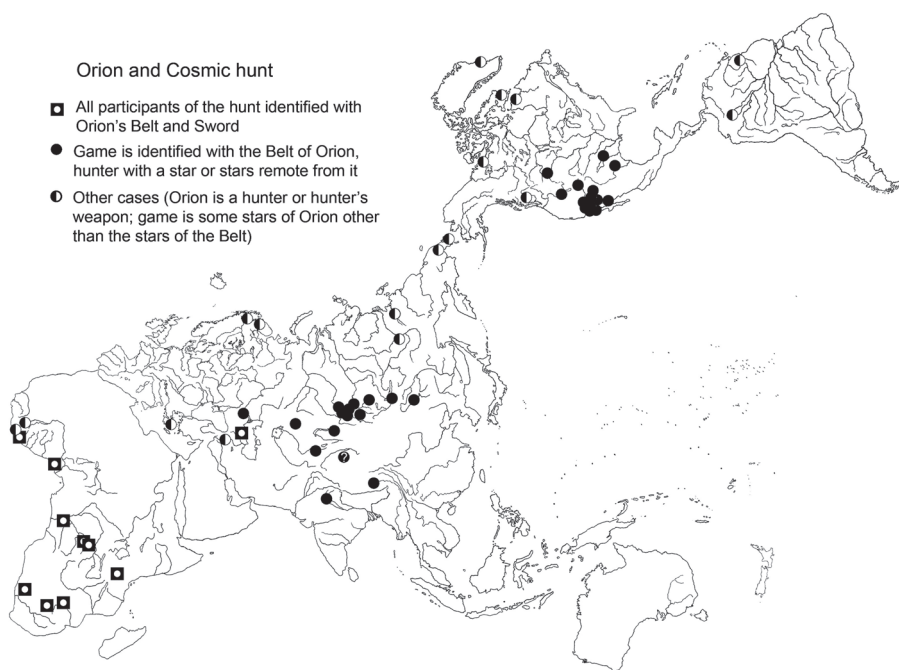 Orion and Cosmic hunt
All participants of the hunt identified with
Orion's Belt and Sword
Game is identified with the Belt of Orion,
hunter with a star or stars remote from it
Other cases (Orion is a hunter or hunter's
weapon; game is some stars of Orion other
than the stars of the Belt)
?